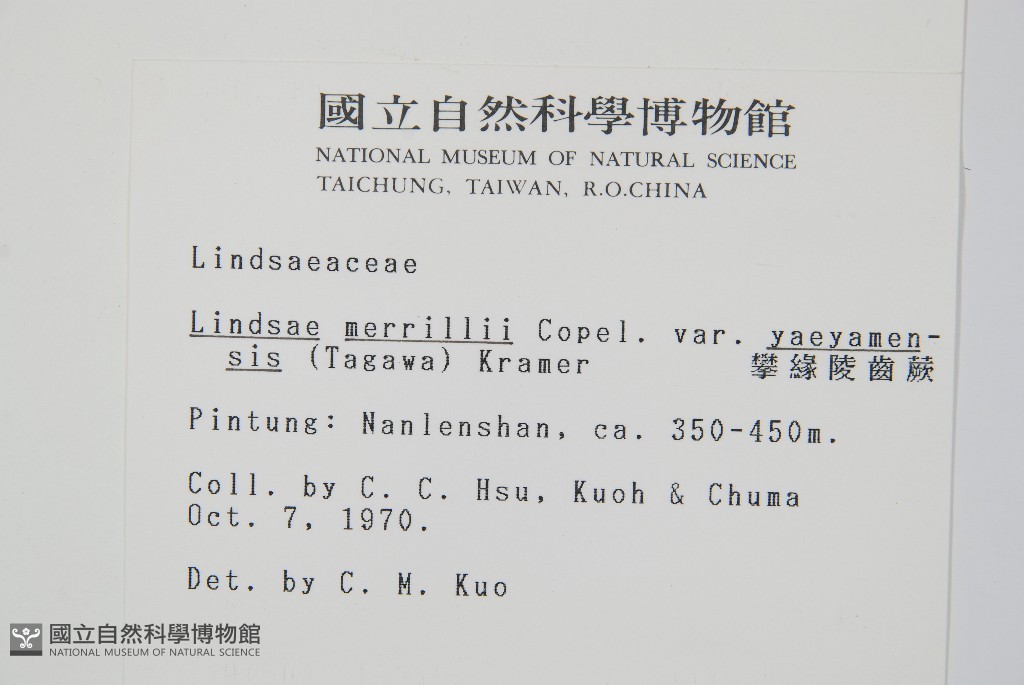 國立自然科學博物館
NATIONAL MUSEUM OF NATURAL SCIENCE
TAICHUNG, TAIWAN, R.O.CHINA
Lindsaeaceae
Lindsae merrillii Copel. var. yaeyamen-
sis (Tagawa) Kramer 攀緣陵齒蕨
Pintung: Nanlenshan, ca. 350-450m.
Coll. by C. C. Hsu, Kuoh & Chuma
Oct. 7, 1970.
Det. by C. M. Kuo
國立自然科學博物館
NATIONAL MUSEUM OF NATURAL SCIENCE